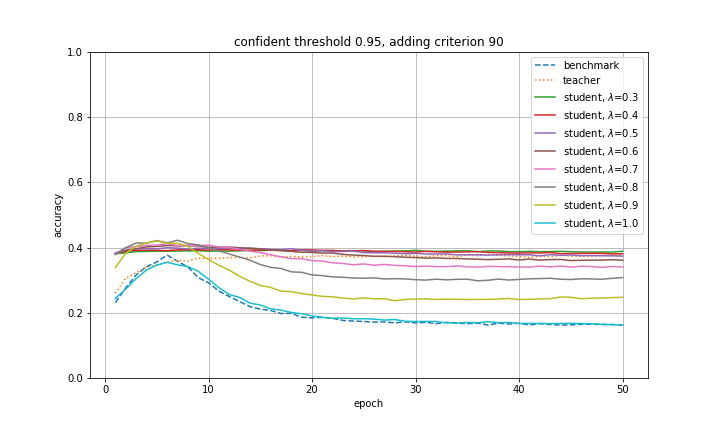 confident threshold 0.95, adding criterion 90
1.0
0.8
0.6
0.4
0.2
0.0
accuracy
0
10
20
30
40
50
epoch
benchmark
teacher
student, λ=0.3
student, λ=0.4
student, λ=0.5
student, λ=0.6
student, λ=0.7
student, λ=0.8
student, λ=0.9
student, λ=1.0